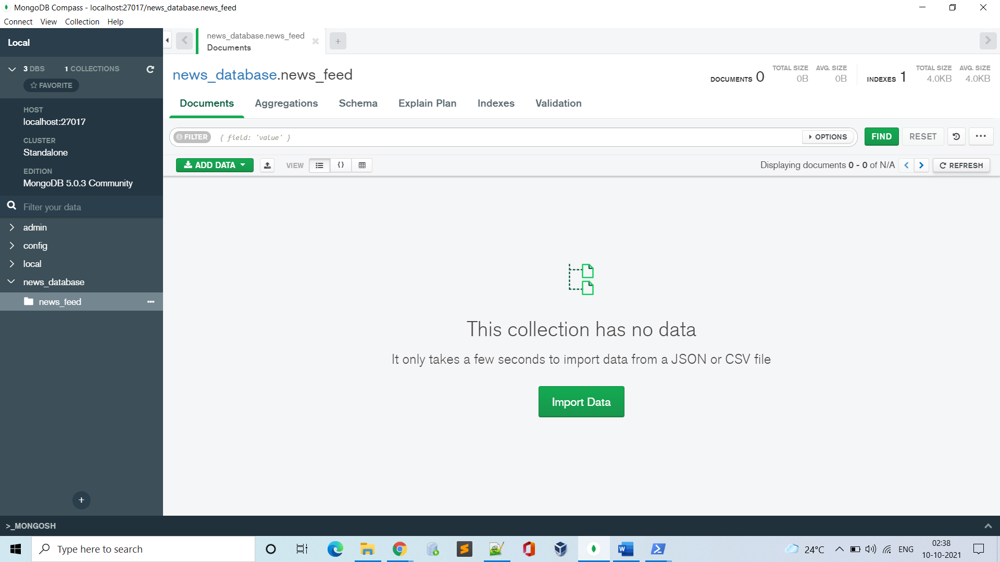 MongoDB Compass - localhost:27017/news_database.news_feed
Connect View Collection Help
Local
3 DBS 1 COLLECTIONS
FAVORITE
HOST
localhost:27017
CLUSTER
Standalone
EDITION
MongoDB 5.0.3 Community
Filter your data
admin
config
local
news_database
news_feed
+
news_database.news_feed
Documents
+
news_database.news_feed
DOCUMENTS 0 TOTAL SIZE 0B AVG. SIZE 0B INDEXES 1 TOTAL SIZE 4.0KB AVG. SIZE 4.0KB
Documents Aggregations Schema Explain Plan Indexes Validation
FILTER { field: 'value' } OPTIONS FIND RESET ...
ADD DATA VIEW {} Displaying documents 0 - 0 of N/A REFRESH
This collection has no data
It only takes a few seconds to import data from a JSON or CSV file
Import Data
>_MONGOSH
Type here to search
24°C ENG
02:38
10-10-2021